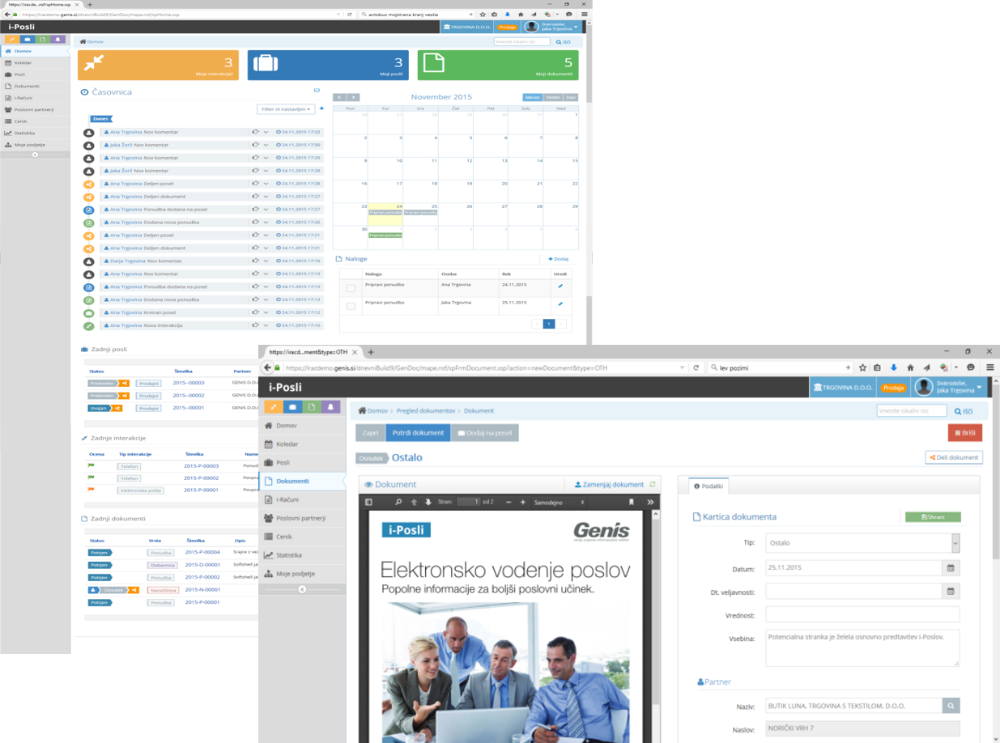 https://iracd...rm.nsf/xpHome.xsp
https://iracdemo.genis.si/dnevniBuild9/GenDoc/mape.nsf/xpHome.xsp
avtobus mojstrana kranj veolia
i-Posli
TRGOVINA D.O.O.
Prodaja
Dobrodošel,
Jaka Trgovina
Domov
Koledar
Posli
Dokumenti
i-Računi
Poslovni partnerji
Cenik
Statistika
Moje podjetje
Domov
Vnesite iskalni niz
Išči
3
Moje interakcije!
3
Moji posli!
5
Moji dokumenti!
Časovnica
Filter ni nastavljen
Danes
Ana Trgovina Nov komentar 24.11.2015 17:33
Jaka Žorž Nov komentar 24.11.2015 17:30
Ana Trgovina Nov komentar 24.11.2015 17:29
Jaka Žorž Nov komentar 24.11.2015 17:28
Ana Trgovina Deljen posel 24.11.2015 17:28
Ana Trgovina Deljen dokument 24.11.2015 17:27
Ana Trgovina Ponudba dodana na posel 24.11.2015 17:27
Ana Trgovina Dodana nova ponudba 24.11.2015 17:26
Ana Trgovina Deljen posel 24.11.2015 17:21
Ana Trgovina Deljen dokument 24.11.2015 17:21
Darja Trgovina Nov komentar 24.11.2015 17:16
Ana Trgovina Nov komentar 24.11.2015 17:13
Ana Trgovina Ponudba dodana na posel 24.11.2015 17:13
Ana Trgovina Dodana nova ponudba 24.11.2015 17:13
Ana Trgovina Kreiran posel 24.11.2015 17:12
Ana Trgovina Nova interakcija 24.11.2015 17:10
November 2015
Mesec Teden Dan
Pon Tor Sre Čet Pet Sob Ned
26 27 28 29 30 31 1
2 3 4 5 6 7 8
9 10 11 12 13 14 15
16 17 18 19 20 21 22
23 24 25 26 27 28 29
Pripravi ponudbo Pripravi ponudbo
30 1 2 3 4 5 6
Pripravi ponudbo
Naloge
Dodaj
Naloga Oseba Rok Uredi
Pripravi ponudbo Ana Trgovina 24.11.2015
Pripravi ponudbo Jaka Trgovina 25.11.2015
1
Zadnji posli
Status Številka Partner
Predviden Prodajni 2015--00003 GENIS D.O.O.
Predviden Prodajni 2015--00002 GENIS D.O.O.
Izvajan Prodajni 2015--00001 GENIS D.O.O.
Zadnje interakcije
Ocena Tip interakcije Številka Name
Telefon 2015-P-00003 Ponud
Telefon 2015-P-00002 Pospra
Elektronska pošta 2015-P-00001 Pospra
Zadnji dokumenti
Status Vrsta Številka Opis
Potrjen Ponudba 2015-P-00004 Srajce z vez
Potrjen Dobavnica 2015-D-00001 Softshell ja
Potrjen Ponudba 2015-P-00002 Softshell ja
Osnutek Naročilnica 2015-N-00001
Potrjen Ponudba 2015-P-00001
https://iracd...ment&type=OTH
https://iracdemo.genis.si/dnevniBuild9/GenDoc/mape.nsf/xpFrmDocument.xsp?action=newDocument&type=OTH
lev pozimi
i-Posli
TRGOVINA D.O.O.
Prodaja
Dobrodošel,
Jaka Trgovina
Domov
Koledar
Posli
Dokumenti
i-Računi
Poslovni partnerji
Cenik
Statistika
Moje podjetje
Domov › Pregled dokumentov › Dokument
Vnesite iskalni niz
Išči
Zapri
Potrdi dokument
Dodaj na posel
Briši
Osnutek
Ostalo
Deli dokument
Dokument
Zamenjaj dokument
Stran: 1 od 2
Samodejno
i-Posli
Genis
Elektronsko vodenje poslov
Popolne informacije za boljši poslovni učinek.
Podatki
Kartica dokumenta
Shrani
Tip: Ostalo
Datum: 25.11.2015
Dt. veljavnosti:
Vrednost:
Vsebina: Potencialna stranka je želela osnovno predtavitev i-Poslov.
Partner
Naziv: BUTIK LUNA, TRGOVINA S TEKSTILOM, D.O.O.
Naslov: NORIČKI VRH 7